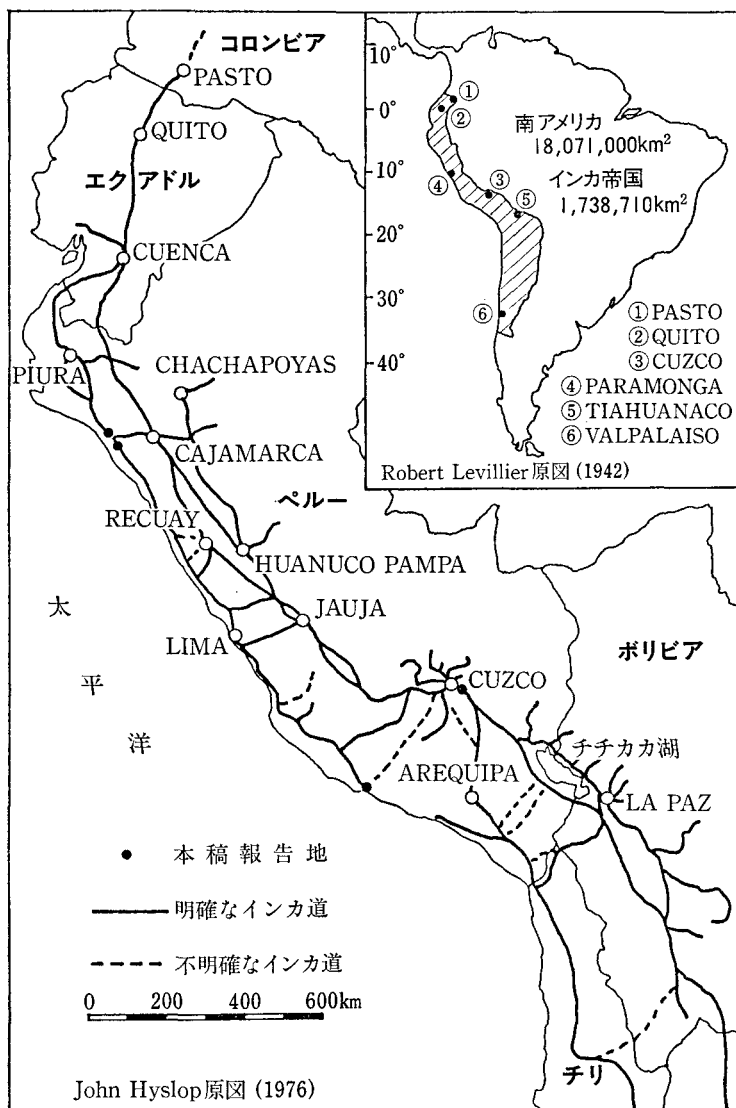 コロンビア
PASTO
QUITO
エクアドル
CUENCA
PIURA
CHACHAPOYAS
CAJAMARCA
ペルー
RECUAY
HUANUCO PAMPA
JAUJA
LIMA
太平洋
CUZCO
ボリビア
チチカカ湖
AREQUIPA
LA PAZ
チリ
● 本稿報告地
明確なインカ道
不明確なインカ道
0 200 400 600km
John Hyslop原図 (1976)
10°
0°
10°
20°
30°
40°
①
②
③
④
⑤
⑥
南アメリカ
18,071,000km²
インカ帝国
1,738,710km²
①PASTO
②QUITO
③CUZCO
④PARAMONGA
⑤TIAHUANACO
⑥VALPALAISO
Robert Levillier原図 (1942)